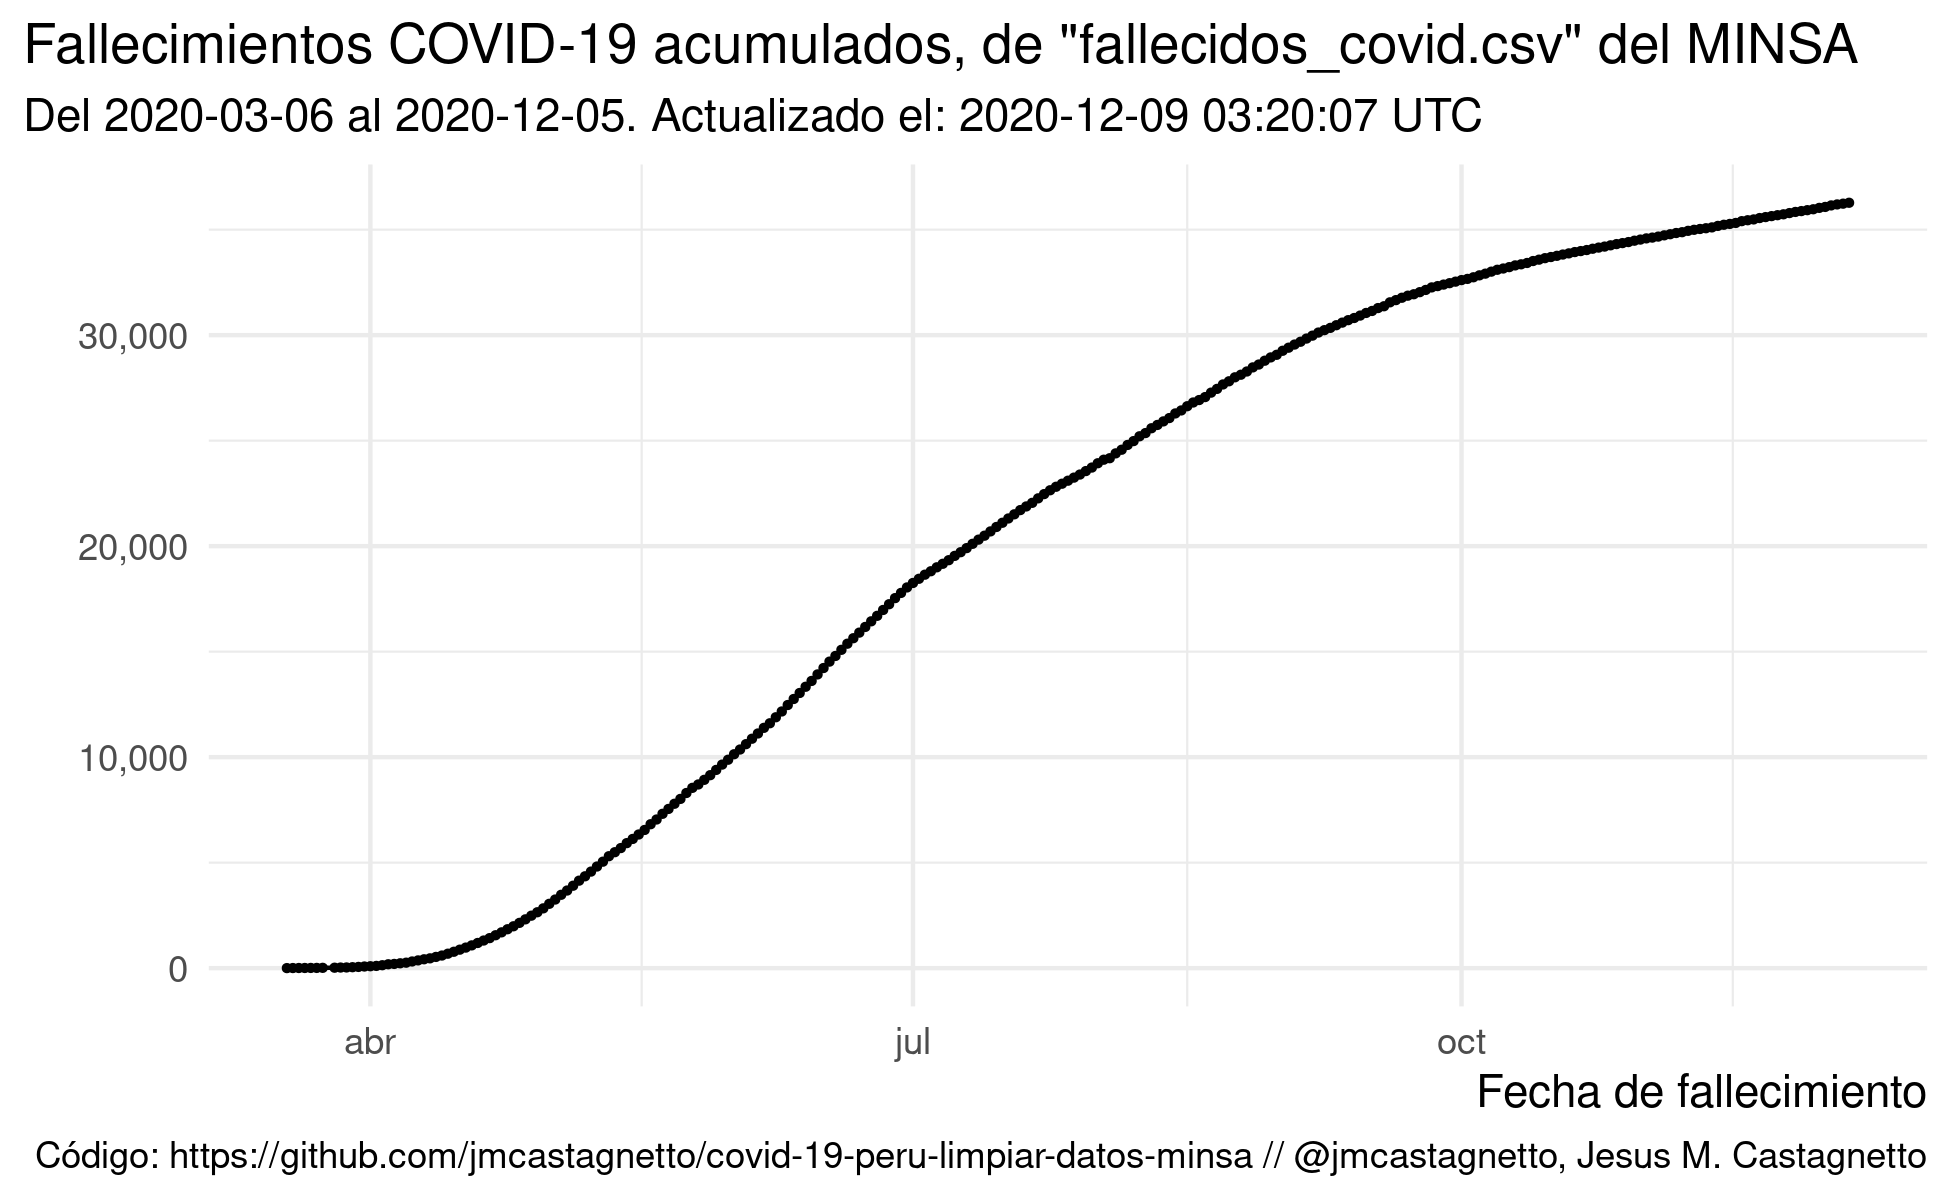 Fallecimientos COVID-19 acumulados, de "fallecidos_covid.csv" del MINSA
Del 2020-03-06 al 2020-12-05. Actualizado el: 2020-12-09 03:20:07 UTC
30,000
20,000
10,000
0
abr jul oct
Fecha de fallecimiento
Código: https://github.com/jmcastagnetto/covid-19-peru-limpiar-datos-minsa // @jmcastagnetto, Jesus M. Castagnetto